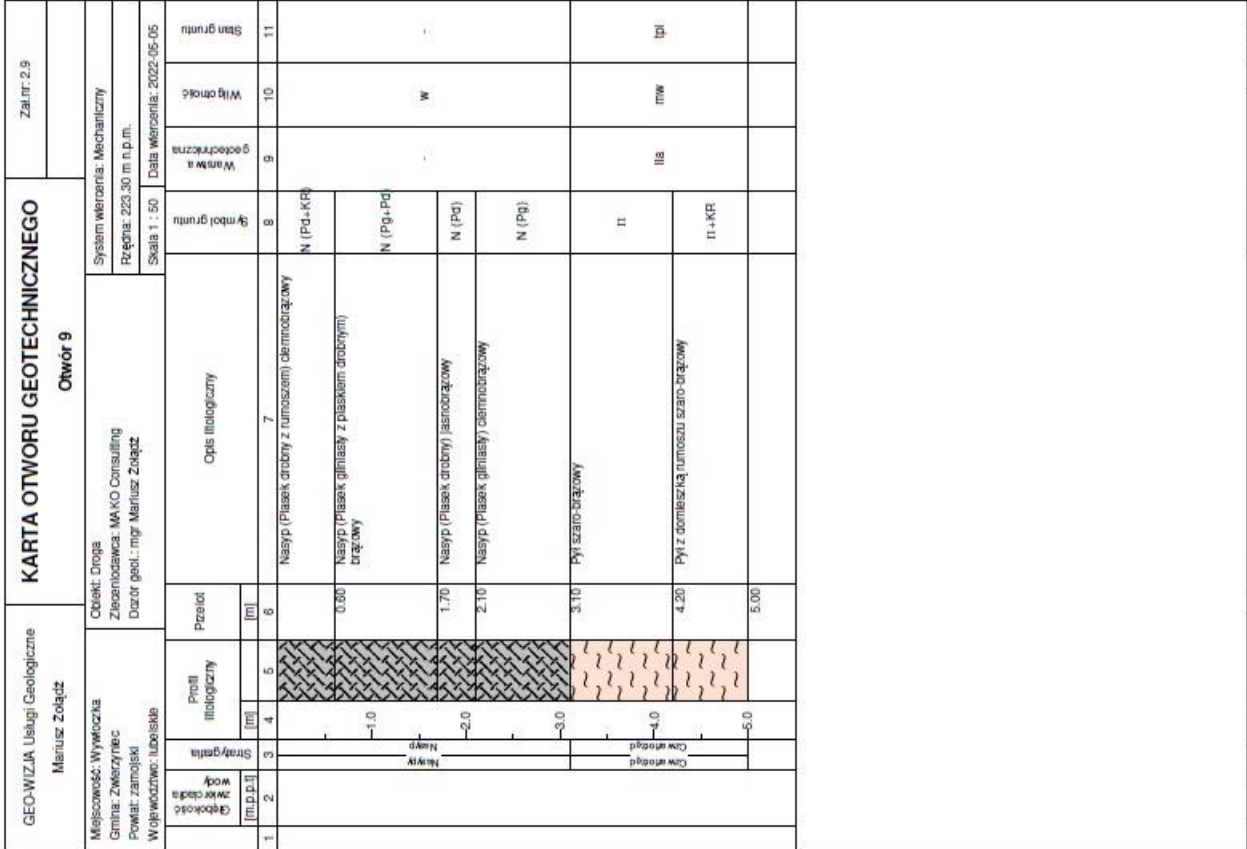 GEO-WIZJA Usługi Geologiczne
Mariusz Żołądź
KARTA OTWORU GEOTECHNICZNEGO
Otwór 9
Zał.nr: 2.9
Miejscowość: Wywłoczka
Gmina: Zwierzyniec
Powiat: zamojski
Województwo: lubelskie
Obiekt: Droga
Zleceniodawca: MAKO Consulting
Dozór geol.: mgr Mariusz Żołądź
System wiercenia: Mechaniczny
Rzędna: 223.30 m n.p.m.
Skala 1 : 50
Data wiercenia: 2022-05-05
Głębokość zwierciadła wody
[m.p.p.t]
Stratygrafia
Profil litologiczny
[m]
Przelot
[m]
Opis litologiczny
Symbol gruntu
Warstwa geotechniczna
Wilgotność
Stan gruntu
1 2 3 4 5 6 7 8 9 10 11
Nasypy
Nasyp
Nasyp (Piasek drobny z rumoszem) ciemnobrązowy
N (Pd+KR)
- w -
0.60
Nasyp (Piasek gliniasty z piaskiem drobnym)
brązowy
N (Pg+Pd)
1.0
1.70
Nasyp (Piasek drobny) jasnobrązowy
N (Pd)
2.0
2.10
Nasyp (Piasek gliniasty) ciemnobrązowy
N (Pg)
3.0
Czwartorzęd
Czwartorzęd
3.10
Pył szaro-brązowy
π
IIa mw tpl
4.0
4.20
Pył z domieszką rumoszu szaro-brązowy
π+KR
5.0
5.00